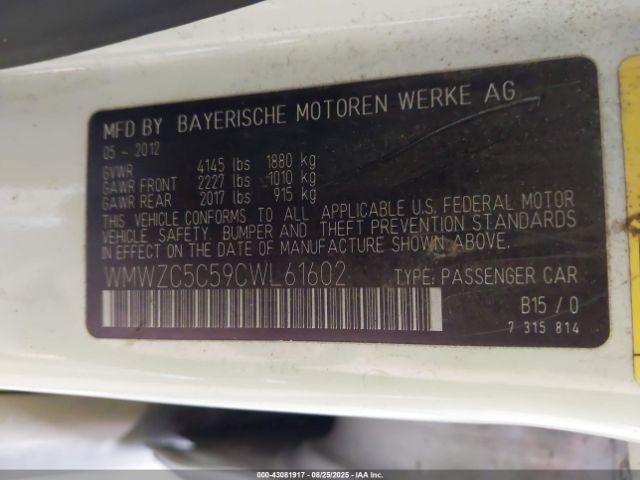 MFD BY BAYERISCHE MOTOREN WERKE AG
05 - 2012
GVWR 4145 lbs 1880 kg
GAWR FRONT 2227 lbs 1010 kg
GAWR REAR 2017 lbs 915 kg
THIS VEHICLE CONFORMS TO ALL APPLICABLE U.S. FEDERAL MOTOR
VEHICLE SAFETY, BUMPER AND THEFT PREVENTION STANDARDS
IN EFFECT ON THE DATE OF MANUFACTURE SHOWN ABOVE.
WMWZC5C59CWL61602 TYPE: PASSENGER CAR
B15 / 0
7 315 814
000-43081917 - 08/25/2025 - IAA Inc.